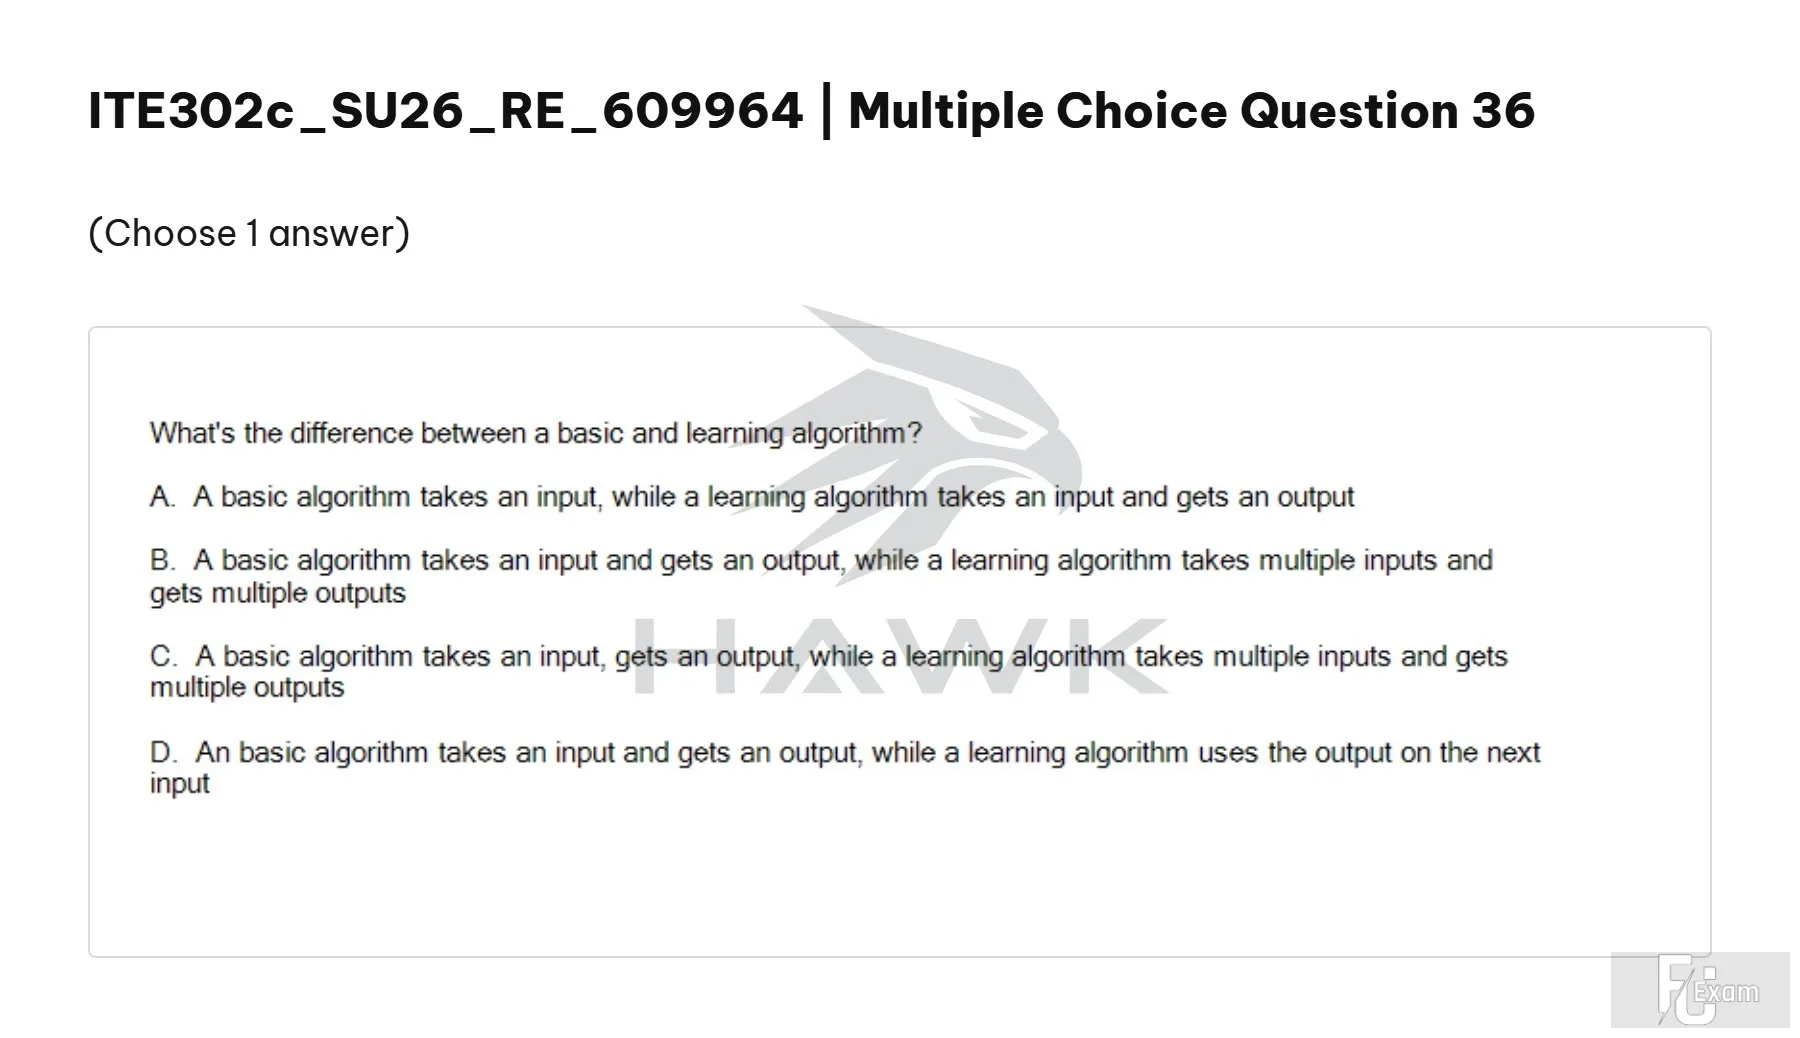 ITE302c_SU26_RE_609964 | Multiple Choice Question 36
(Choose 1 answer)
What's the difference between a basic and learning algorithm?
A. A basic algorithm takes an input, while a learning algorithm takes an input and gets an output
B. A basic algorithm takes an input and gets an output, while a learning algorithm takes multiple inputs and
gets multiple outputs
C. A basic algorithm takes an input, gets an output, while a learning algorithm takes multiple inputs and gets
multiple outputs
D. An basic algorithm takes an input and gets an output, while a learning algorithm uses the output on the next
input
HAWK
FU Exam